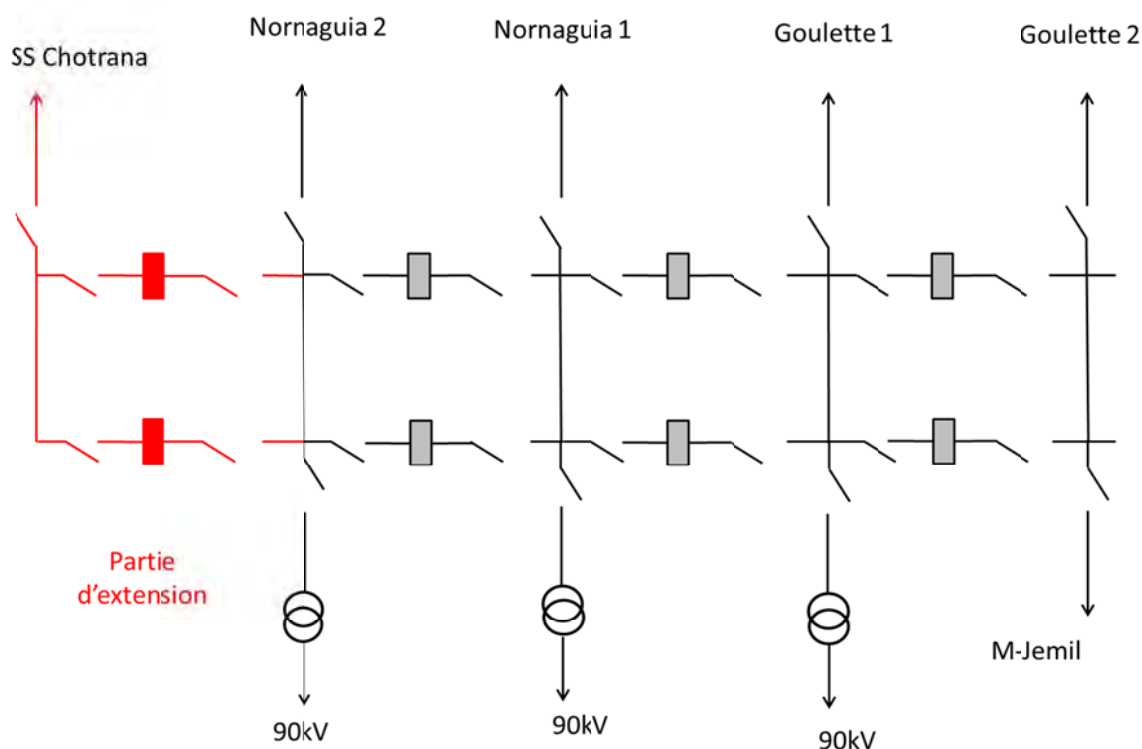 SS Chotrana
Nornaguia 2
Nornaguia 1
Goulette 1
Goulette 2
Partie
d'extension
M-Jemil
90kV
90kV
90kV